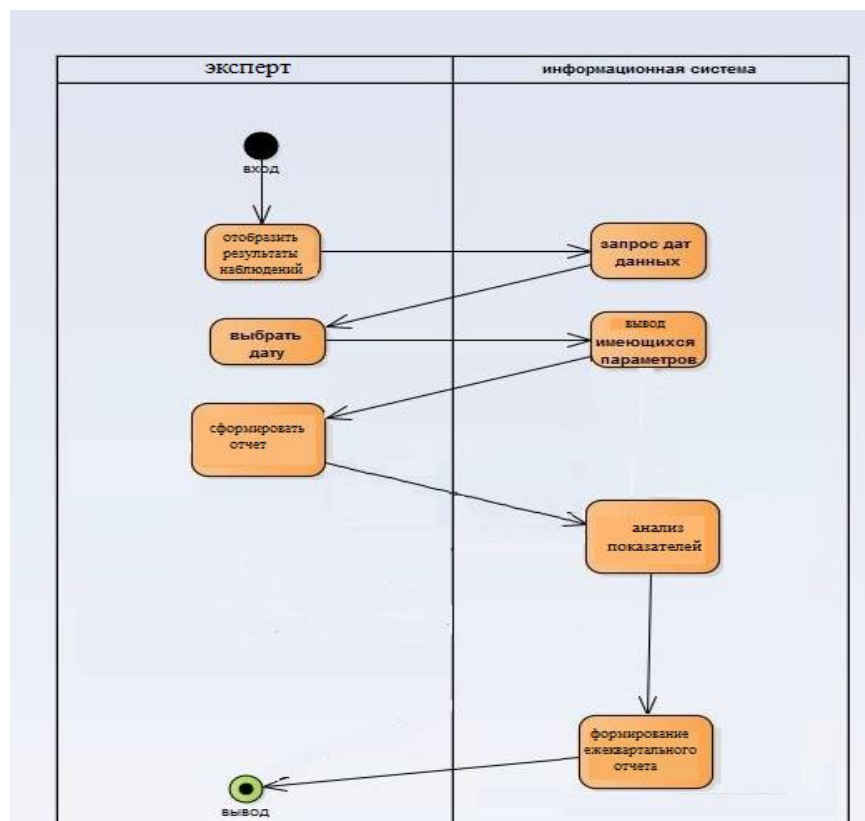 эксперт
информационная система
вход
отобразить
результаты
наблюдений
запрос дат
данных
выбрать
дату
вывод
имеющихся
параметров
сформировать
отчет
анализ
показателей
формирование
ежеквартального
отчета
вывод